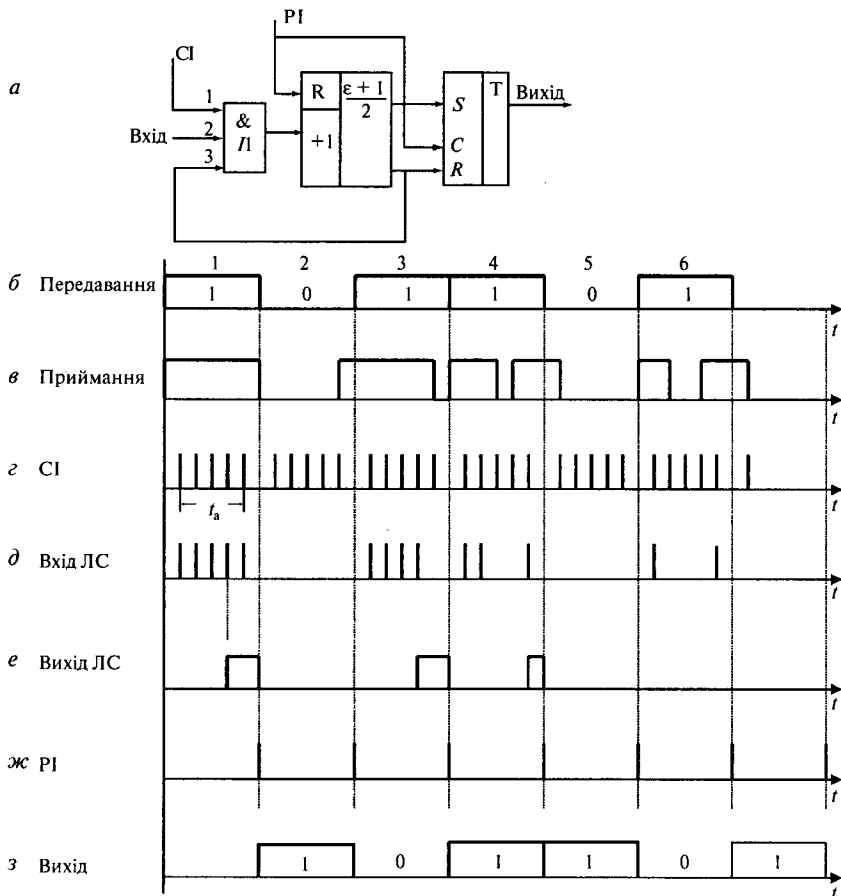 PI
CI
а
1
Вхід 2
3
&
I1
R
+1
ε + 1
2
S
C
R
T
Вихід
1 2 3 4 5 6
б Передавання
1 0 1 1 0 1
t
в Приймання
t
г CI
tа
t
д Вхід ЛС
t
е Вихід ЛС
t
ж PI
t
з Вихід
1 0 1 1 0 1
t